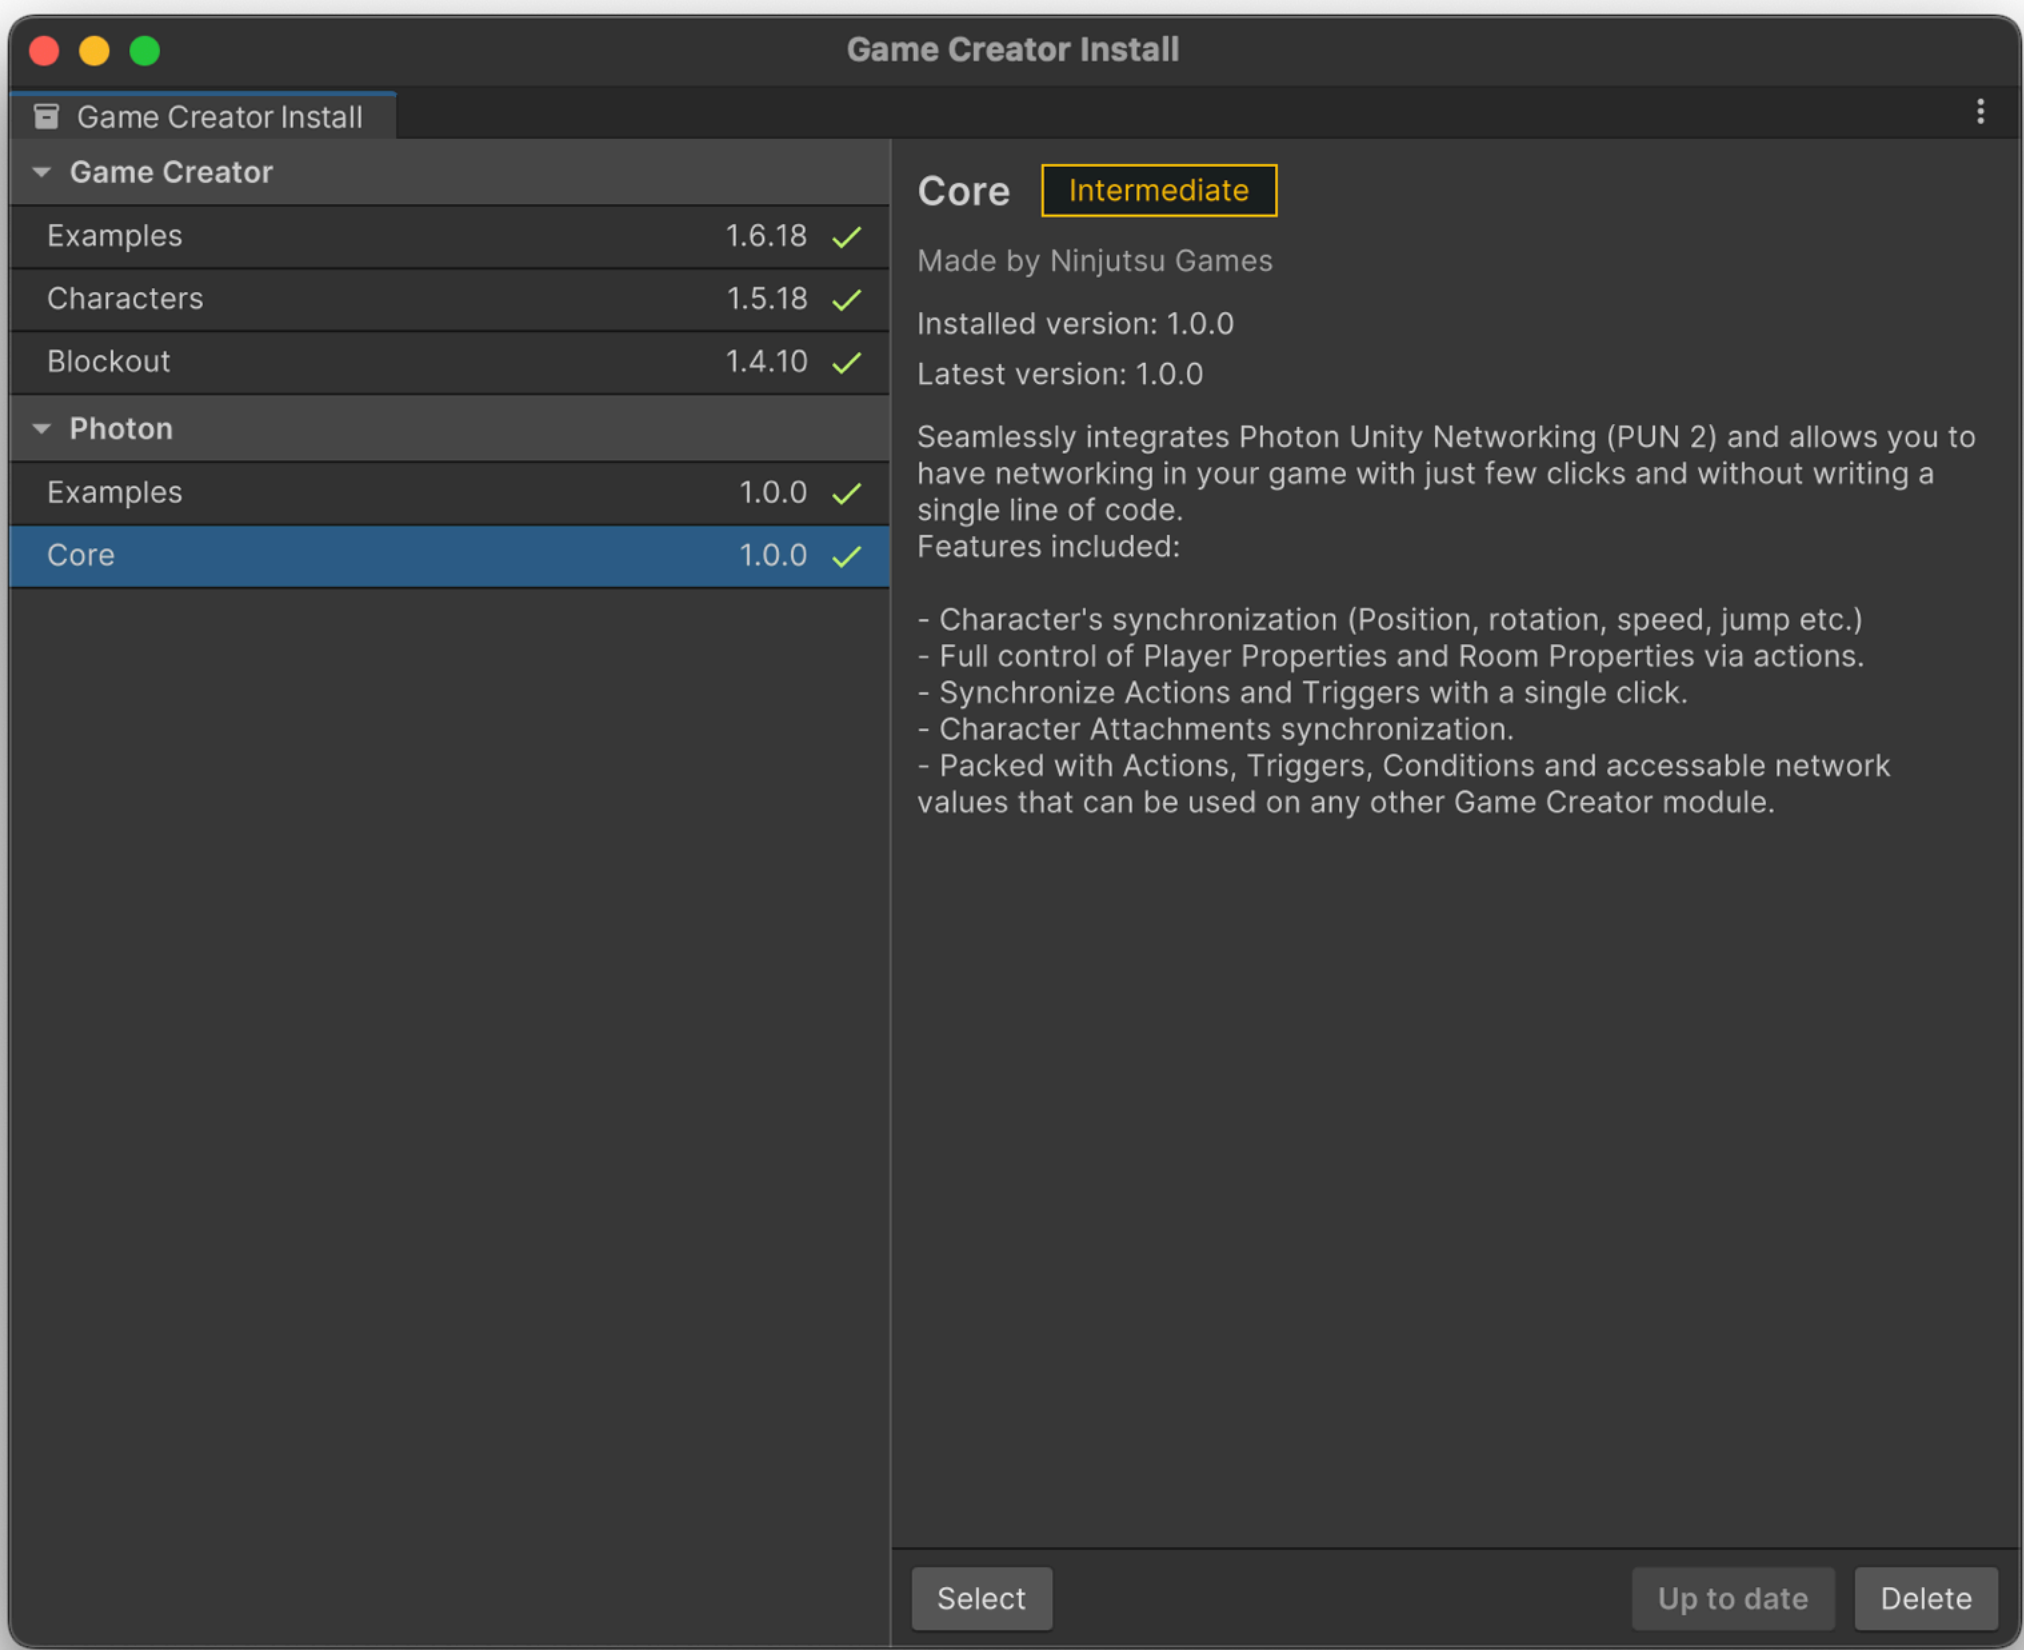 Game Creator Install
Game Creator Install
Game Creator
Examples 1.6.18
Characters 1.5.18
Blockout 1.4.10
Photon
Examples 1.0.0
Core 1.0.0
Core Intermediate
Made by Ninjutsu Games
Installed version: 1.0.0
Latest version: 1.0.0
Seamlessly integrates Photon Unity Networking (PUN 2) and allows you to
have networking in your game with just few clicks and without writing a
single line of code.
Features included:
- Character's synchronization (Position, rotation, speed, jump etc.)
- Full control of Player Properties and Room Properties via actions.
- Synchronize Actions and Triggers with a single click.
- Character Attachments synchronization.
- Packed with Actions, Triggers, Conditions and accessable network
values that can be used on any other Game Creator module.
Select Up to date Delete